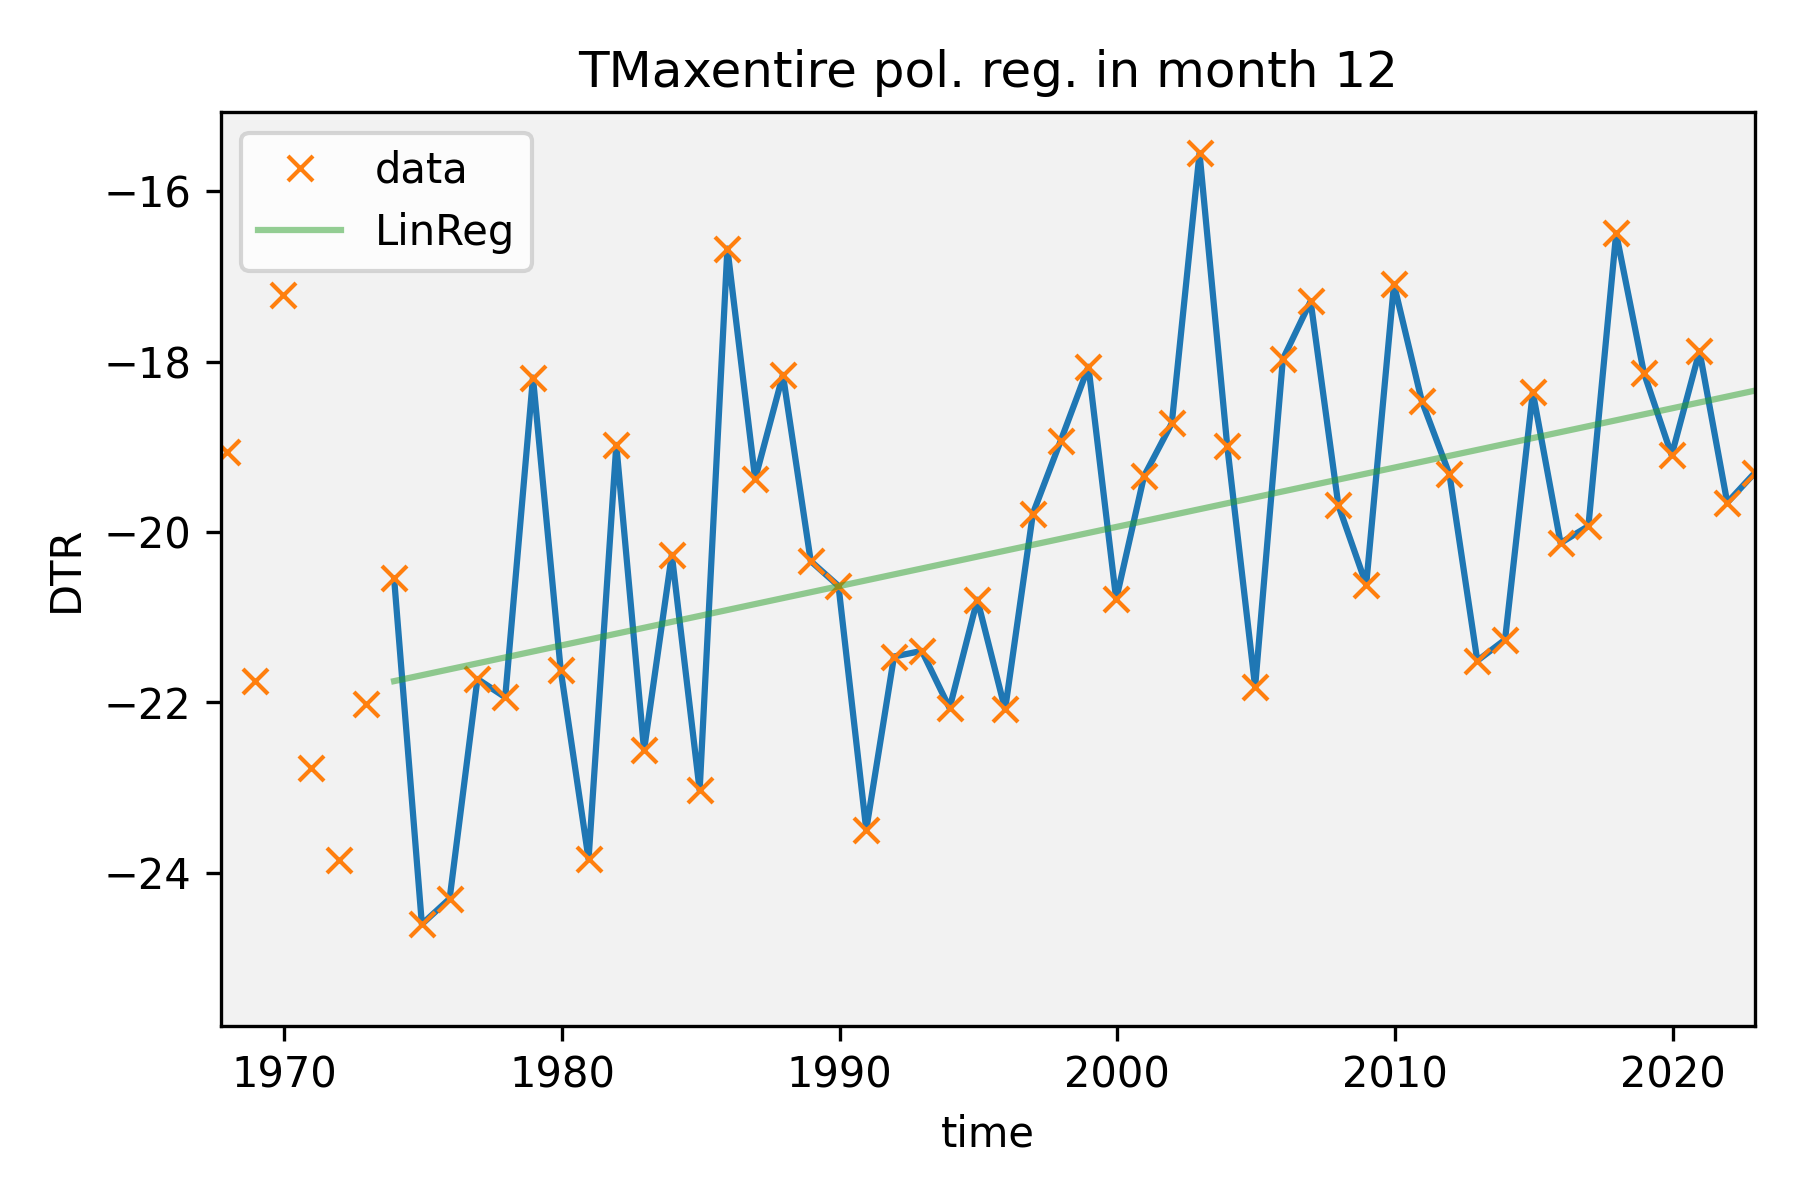 TMaxentire pol. reg. in month 12
data
LinReg
−16
−18
−20
−22
−24
DTR
1970 1980 1990 2000 2010 2020
time